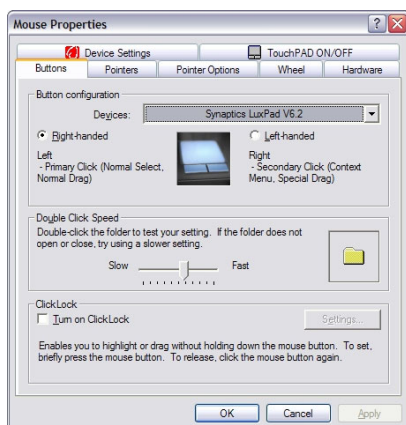 Mouse Properties
Device Settings
TouchPAD ON/OFF
Buttons
Pointers
Pointer Options
Wheel
Hardware
Button configuration
Devices:
Synaptics LuxPad V6.2
Right-handed
Left-handed
Left
- Primary Click (Normal Select,
Normal Drag)
Right
- Secondary Click (Context
Menu, Special Drag)
Double Click Speed
Double-click the folder to test your setting. If the folder does not
open or close, try using a slower setting.
Slow
Fast
ClickLock
Turn on ClickLock
Settings...
Enables you to highlight or drag without holding down the mouse button. To set,
briefly press the mouse button. To release, click the mouse button again.
OK
Cancel
Apply